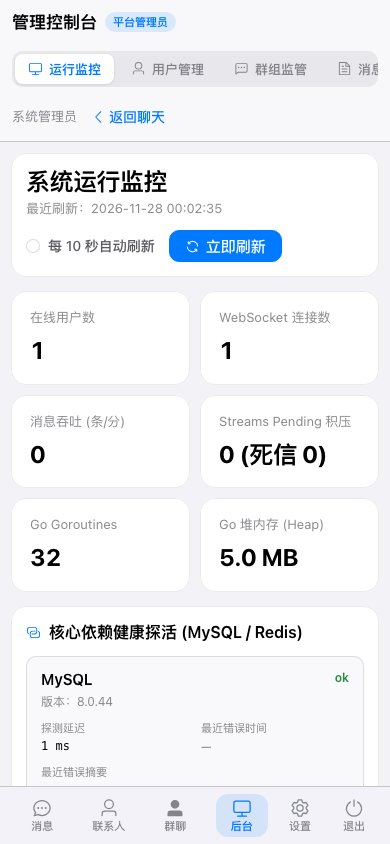 管理控制台 平台管理员
运行监控 用户管理 群组监管
系统管理员 返回聊天
系统运行监控
最近刷新：2026-11-28 00:02:35
每 10 秒自动刷新 立即刷新
在线用户数 WebSocket 连接数
1 1
消息吞吐 (条/分) Streams Pending 积压
0 0 (死信 0)
Go Goroutines Go 堆内存 (Heap)
32 5.0 MB
核心依赖健康探活 (MySQL / Redis)
MySQL ok
版本：8.0.44
探测延迟 最近错误时间
1 ms —
最近错误摘要
消息 联系人 群聊 后台 设置 退出